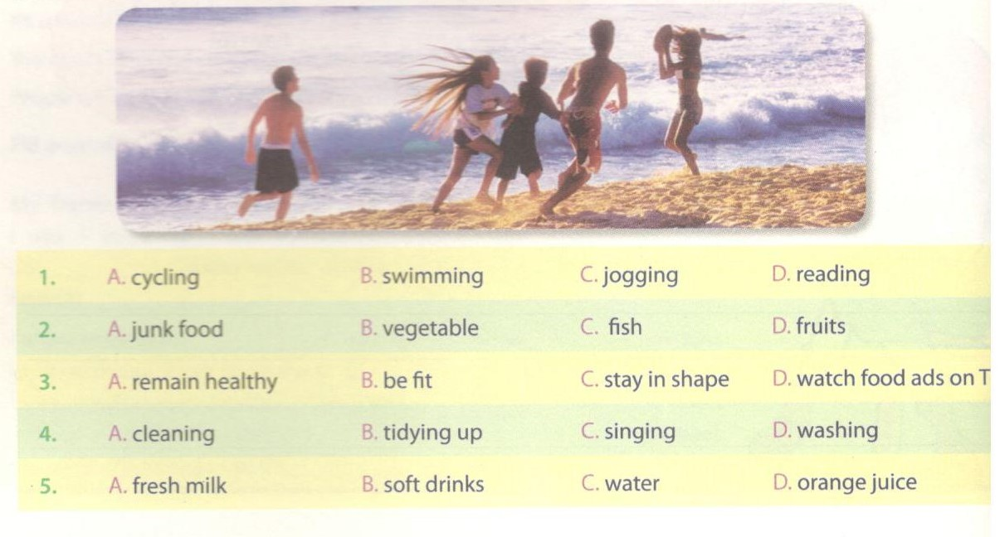 1. A. cycling B. swimming C. jogging D. reading
2. A. junk food B. vegetable C. fish D. fruits
3. A. remain healthy B. be fit C. stay in shape D. watch food ads on T
4. A. cleaning B. tidying up C. singing D. washing
5. A. fresh milk B. soft drinks C. water D. orange juice